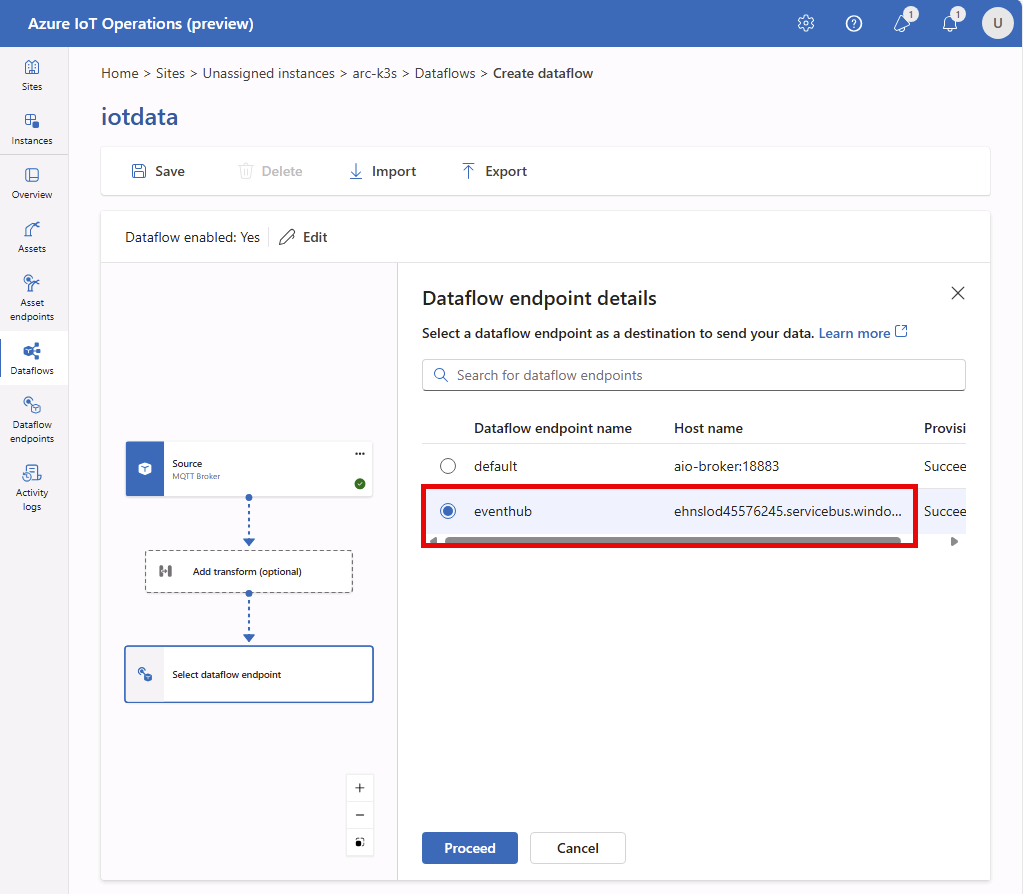 Azure IoT Operations (preview)
1
1
U
Sites
Instances
Overview
Assets
Asset
endpoints
Dataflows
Dataflow
endpoints
Activity
logs
Home > Sites > Unassigned instances > arc-k3s > Dataflows > Create dataflow
iotdata
Save
Delete
Import
Export
Dataflow enabled: Yes
Edit
Source
MQTT Broker
Add transform (optional)
Select dataflow endpoint
Dataflow endpoint details
Select a dataflow endpoint as a destination to send your data. Learn more
Search for dataflow endpoints
Dataflow endpoint name Host name Provisi
default aio-broker:18883 Succee
eventhub ehnslod45576245.servicebus.windo... Succee
Proceed
Cancel